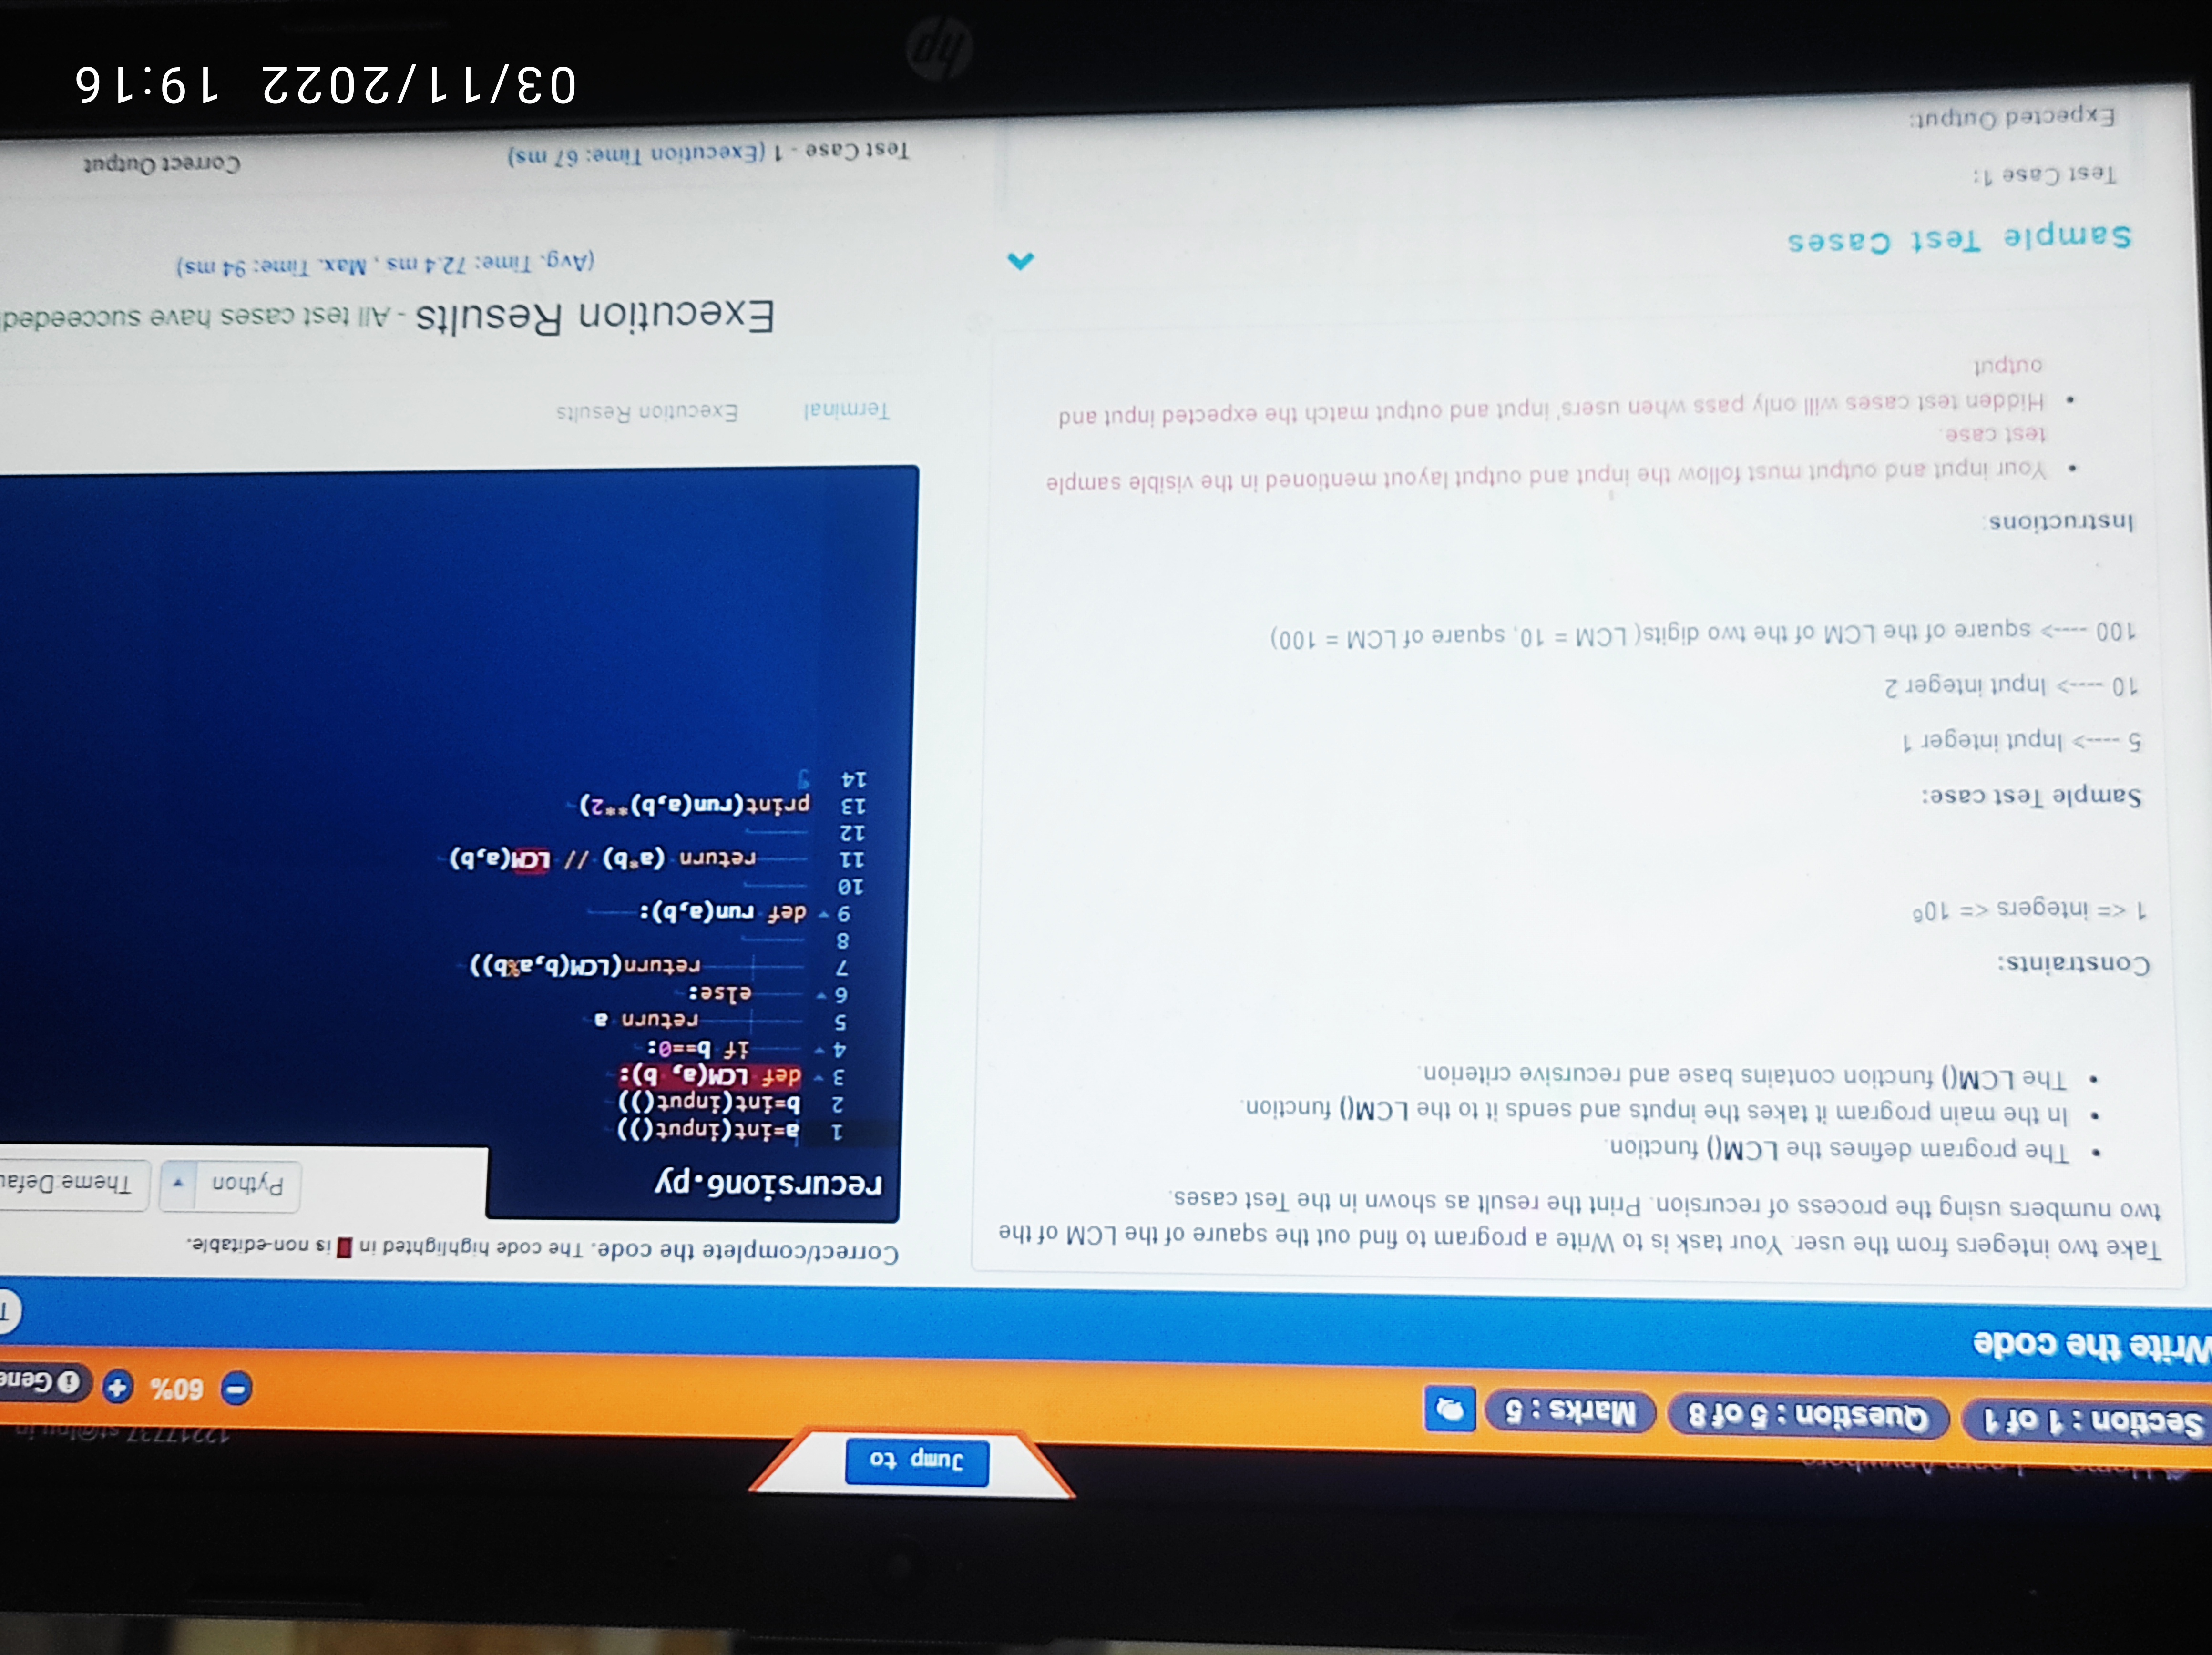 Jump to
Section : 1 of 1 Question : 5 of 8 Marks : 5
60%
Write the code
Take two integers from the user. Your task is to Write a program to find out the sqaure of the LCM of the
two numbers using the process of recursion. Print the result as shown in the Test cases.
• The program defines the LCM() function.
• In the main program it takes the inputs and sends it to the LCM() function.
• The LCM() function contains base and recursive criterion.
Constraints:
1 <= integers <= 10⁶
Sample Test case:
5 ----> Input integer 1
10 ----> Input integer 2
100 ----> square of the LCM of the two digits( LCM = 10, square of LCM = 100)
Instructions:
• Your input and output must follow the input and output layout mentioned in the visible sample
test case.
• Hidden test cases will only pass when users' input and output match the expected input and
output
Sample Test Cases
Test Case 1:
Expected Output:
Correct/complete the code. The code highlighted in is non-editable.
recursion6.py
Python
Theme:
1 a=int(input())
2 b=int(input())
3 def LCM(a, b):
4 if b==0:
5 return a
6 else:
7 return(LCM(b,a%b))
8
9 def run(a,b):
10
11 return (a*b) // LCM(a,b)
12
13 print(run(a,b)**2)
14
Terminal Execution Results
Execution Results - All test cases have succeeded
(Avg. Time: 72.4 ms , Max. Time: 94 ms)
Test Case - 1 (Execution Time: 67 ms) Correct Output
hp
03/11/2022 19:16